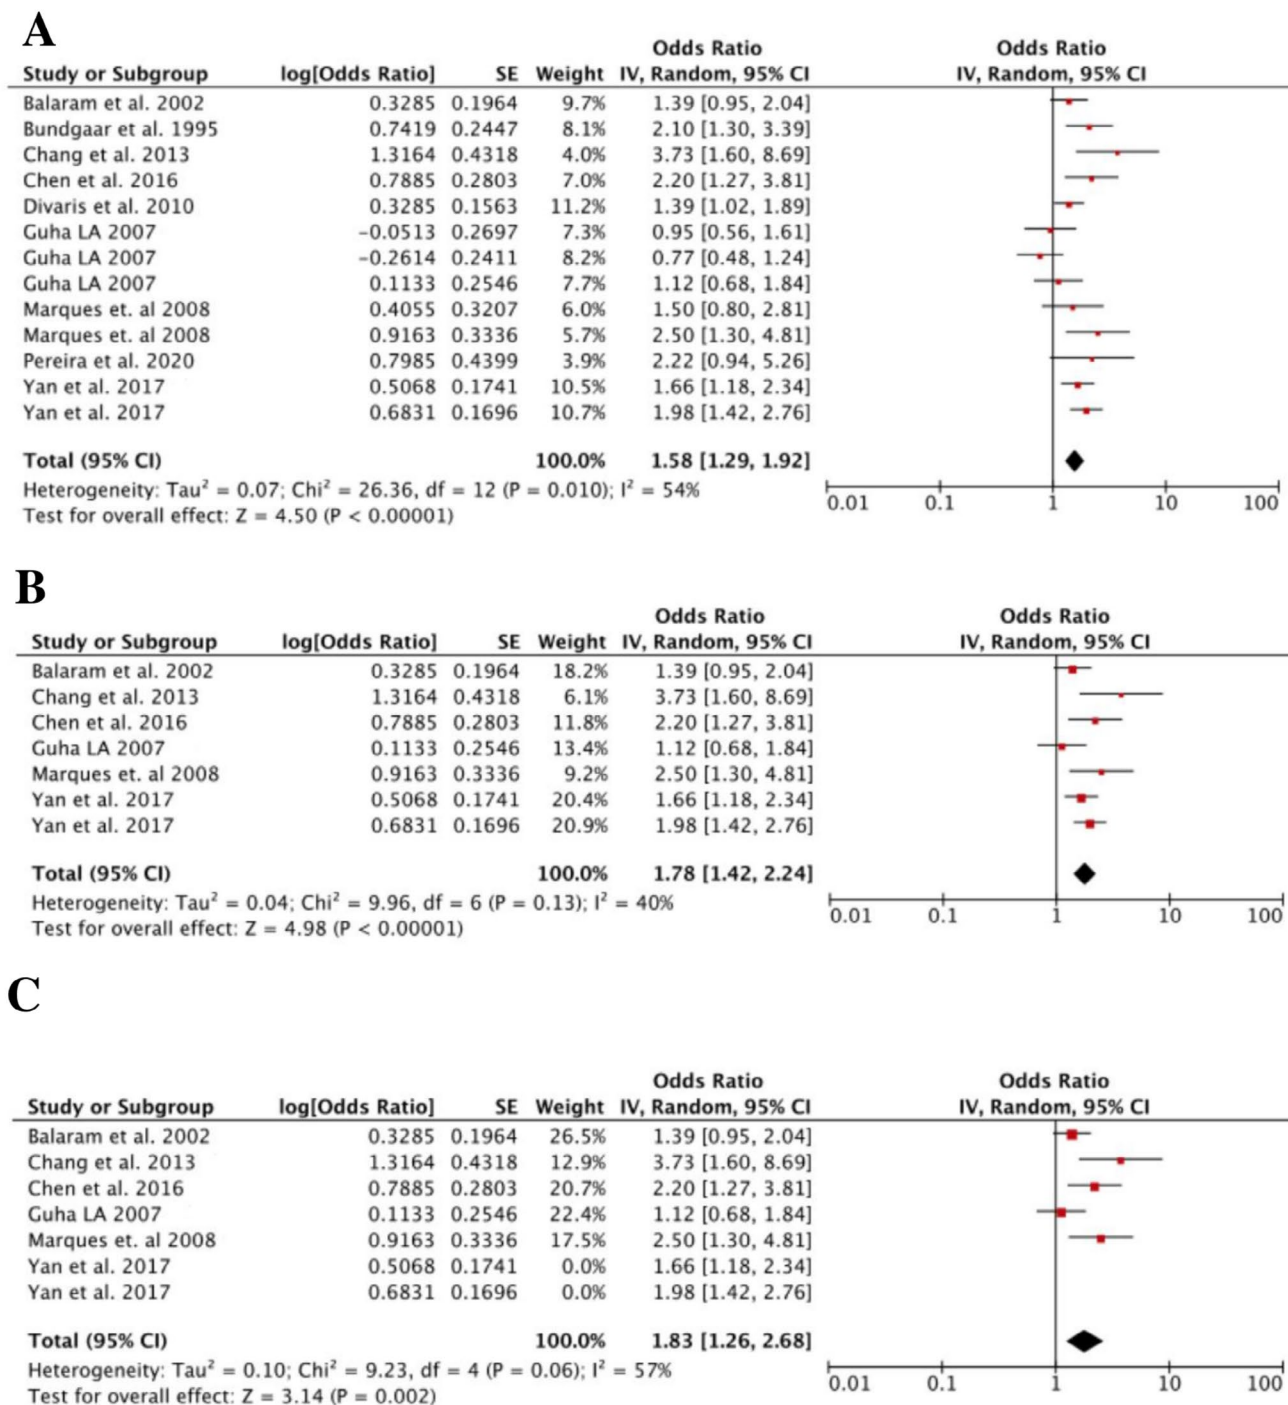 A
Odds Ratio Odds Ratio
Study or Subgroup log[Odds Ratio] SE Weight IV, Random, 95% CI IV, Random, 95% CI
Balaram et al. 2002 0.3285 0.1964 9.7% 1.39 [0.95, 2.04]
Bundgaar et al. 1995 0.7419 0.2447 8.1% 2.10 [1.30, 3.39]
Chang et al. 2013 1.3164 0.4318 4.0% 3.73 [1.60, 8.69]
Chen et al. 2016 0.7885 0.2803 7.0% 2.20 [1.27, 3.81]
Divaris et al. 2010 0.3285 0.1563 11.2% 1.39 [1.02, 1.89]
Guha LA 2007 −0.0513 0.2697 7.3% 0.95 [0.56, 1.61]
Guha LA 2007 −0.2614 0.2411 8.2% 0.77 [0.48, 1.24]
Guha LA 2007 0.1133 0.2546 7.7% 1.12 [0.68, 1.84]
Marques et. al 2008 0.4055 0.3207 6.0% 1.50 [0.80, 2.81]
Marques et. al 2008 0.9163 0.3336 5.7% 2.50 [1.30, 4.81]
Pereira et al. 2020 0.7985 0.4399 3.9% 2.22 [0.94, 5.26]
Yan et al. 2017 0.5068 0.1741 10.5% 1.66 [1.18, 2.34]
Yan et al. 2017 0.6831 0.1696 10.7% 1.98 [1.42, 2.76]
Total (95% CI) 100.0% 1.58 [1.29, 1.92]
Heterogeneity: Tau² = 0.07; Chi² = 26.36, df = 12 (P = 0.010); I² = 54%
Test for overall effect: Z = 4.50 (P < 0.00001)
0.01 0.1 1 10 100
B
Odds Ratio Odds Ratio
Study or Subgroup log[Odds Ratio] SE Weight IV, Random, 95% CI IV, Random, 95% CI
Balaram et al. 2002 0.3285 0.1964 18.2% 1.39 [0.95, 2.04]
Chang et al. 2013 1.3164 0.4318 6.1% 3.73 [1.60, 8.69]
Chen et al. 2016 0.7885 0.2803 11.8% 2.20 [1.27, 3.81]
Guha LA 2007 0.1133 0.2546 13.4% 1.12 [0.68, 1.84]
Marques et. al 2008 0.9163 0.3336 9.2% 2.50 [1.30, 4.81]
Yan et al. 2017 0.5068 0.1741 20.4% 1.66 [1.18, 2.34]
Yan et al. 2017 0.6831 0.1696 20.9% 1.98 [1.42, 2.76]
Total (95% CI) 100.0% 1.78 [1.42, 2.24]
Heterogeneity: Tau² = 0.04; Chi² = 9.96, df = 6 (P = 0.13); I² = 40%
Test for overall effect: Z = 4.98 (P < 0.00001)
0.01 0.1 1 10 100
C
Odds Ratio Odds Ratio
Study or Subgroup log[Odds Ratio] SE Weight IV, Random, 95% CI IV, Random, 95% CI
Balaram et al. 2002 0.3285 0.1964 26.5% 1.39 [0.95, 2.04]
Chang et al. 2013 1.3164 0.4318 12.9% 3.73 [1.60, 8.69]
Chen et al. 2016 0.7885 0.2803 20.7% 2.20 [1.27, 3.81]
Guha LA 2007 0.1133 0.2546 22.4% 1.12 [0.68, 1.84]
Marques et. al 2008 0.9163 0.3336 17.5% 2.50 [1.30, 4.81]
Yan et al. 2017 0.5068 0.1741 0.0% 1.66 [1.18, 2.34]
Yan et al. 2017 0.6831 0.1696 0.0% 1.98 [1.42, 2.76]
Total (95% CI) 100.0% 1.83 [1.26, 2.68]
Heterogeneity: Tau² = 0.10; Chi² = 9.23, df = 4 (P = 0.06); I² = 57%
Test for overall effect: Z = 3.14 (P = 0.002)
0.01 0.1 1 10 100